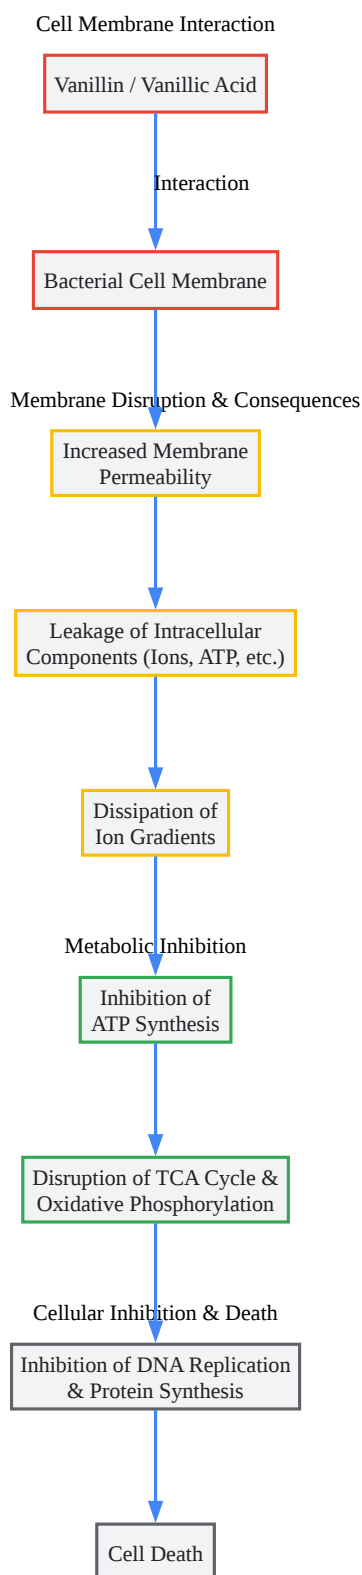 Cell Membrane Interaction
Vanillin / Vanillic Acid
Interaction
Bacterial Cell Membrane
Membrane Disruption & Consequences
Increased Membrane
Permeability
Leakage of Intracellular
Components (Ions, ATP, etc.)
Dissipation of
Ion Gradients
Metabolic Inhibition
Inhibition of
ATP Synthesis
Disruption of TCA Cycle &
Oxidative Phosphorylation
Cellular Inhibition & Death
Inhibition of DNA Replication
& Protein Synthesis
Cell Death